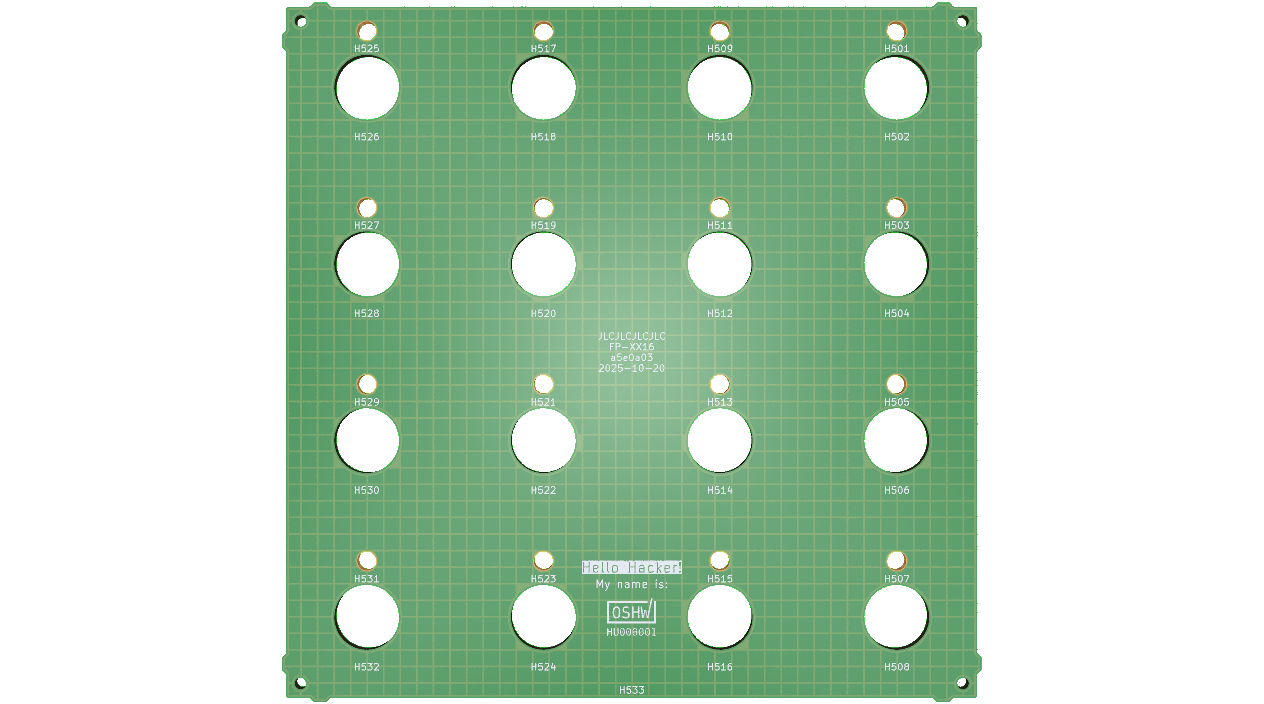 H525 H517 H509 H501
H526 H518 H510 H502
H527 H519 H511 H503
H528 H520 H512 H504
JLCJLCJLCJLC
FP-XX16
a5e0a03
2025-10-20
H529 H521 H513 H505
H530 H522 H514 H506
Hello Hacker!
H531 H523 H515 H507
My name is:
OSHW
HU000001
H532 H524 H516 H508
H533